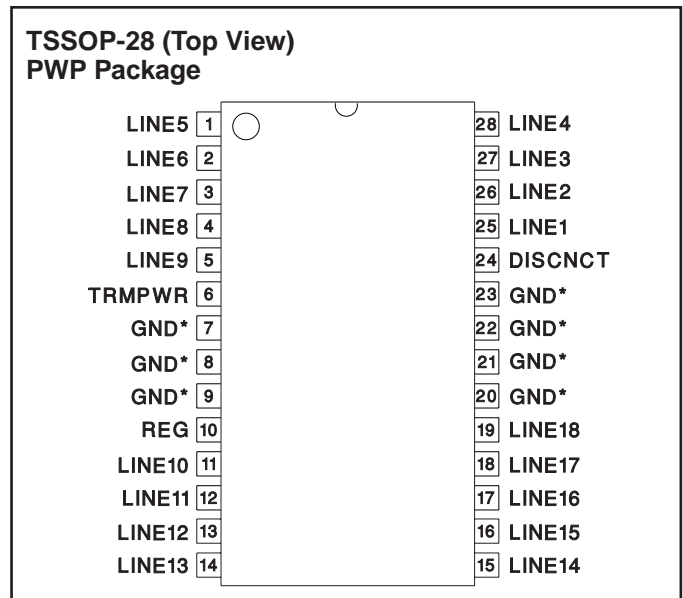 TSSOP-28 (Top View)
PWP Package
LINE5 1 28 LINE4
LINE6 2 27 LINE3
LINE7 3 26 LINE2
LINE8 4 25 LINE1
LINE9 5 24 DISCNCT
TRMPWR 6 23 GND*
GND* 7 22 GND*
GND* 8 21 GND*
GND* 9 20 GND*
REG 10 19 LINE18
LINE10 11 18 LINE17
LINE11 12 17 LINE16
LINE12 13 16 LINE15
LINE13 14 15 LINE14